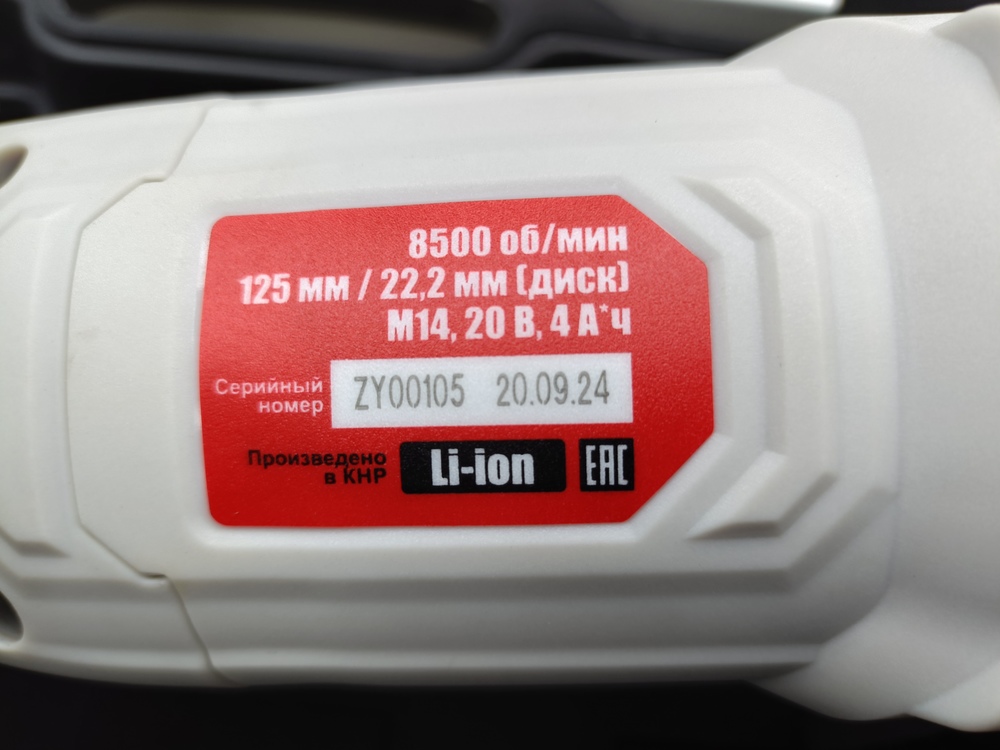 8500 об/мин
125 мм / 22,2 мм (диск)
М14, 20 В, 4 А*ч
Серийный номер
ZY00105 20.09.24
Произведено в КНР
Li-ion
ЕАС